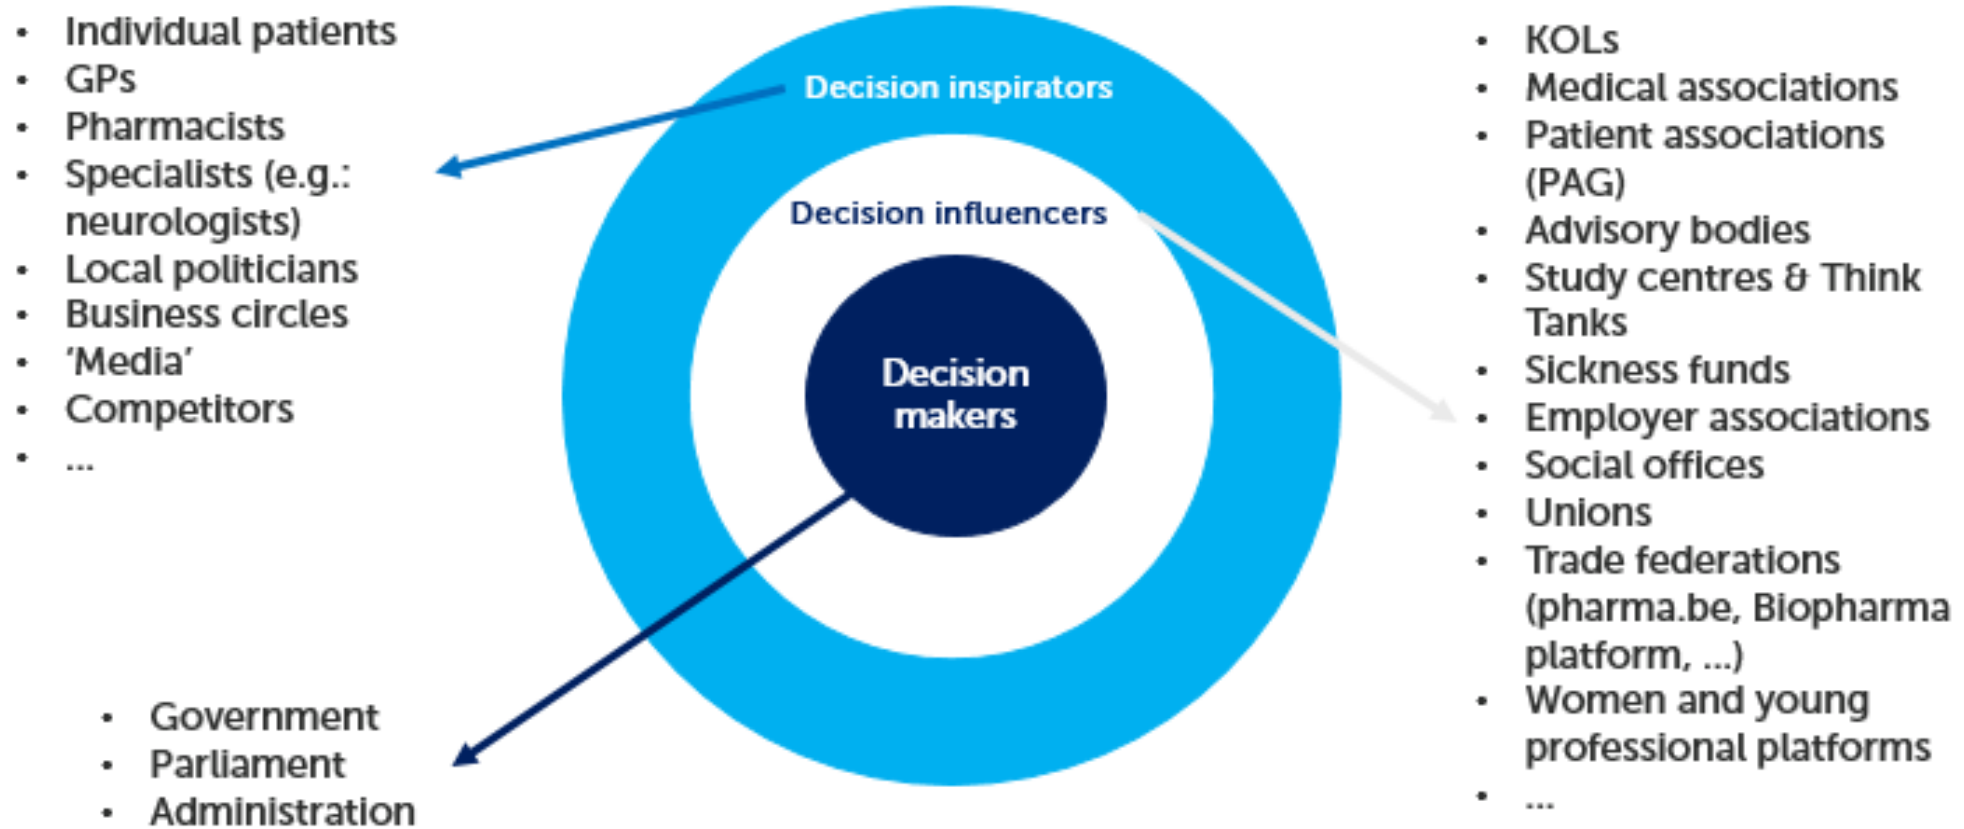 • Individual patients
• GPs
• Pharmacists
• Specialists (e.g.:
neurologists)
• Local politicians
• Business circles
• ‘Media’
• Competitors
• ...
Decision inspirators
Decision influencers
Decision
makers
• Government
• Parliament
• Administration
• KOLs
• Medical associations
• Patient associations
(PAG)
• Advisory bodies
• Study centres & Think
Tanks
• Sickness funds
• Employer associations
• Social offices
• Unions
• Trade federations
(pharma.be, Biopharma
platform, ...)
• Women and young
professional platforms
• ...